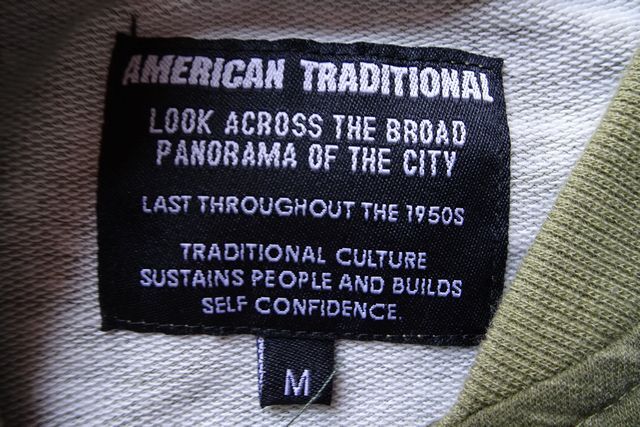 AMERICAN TRADITIONAL
LOOK ACROSS THE BROAD
PANORAMA OF THE CITY
LAST THROUGHOUT THE 1950S
TRADITIONAL CULTURE
SUSTAINS PEOPLE AND BUILDS
SELF CONFIDENCE.
M